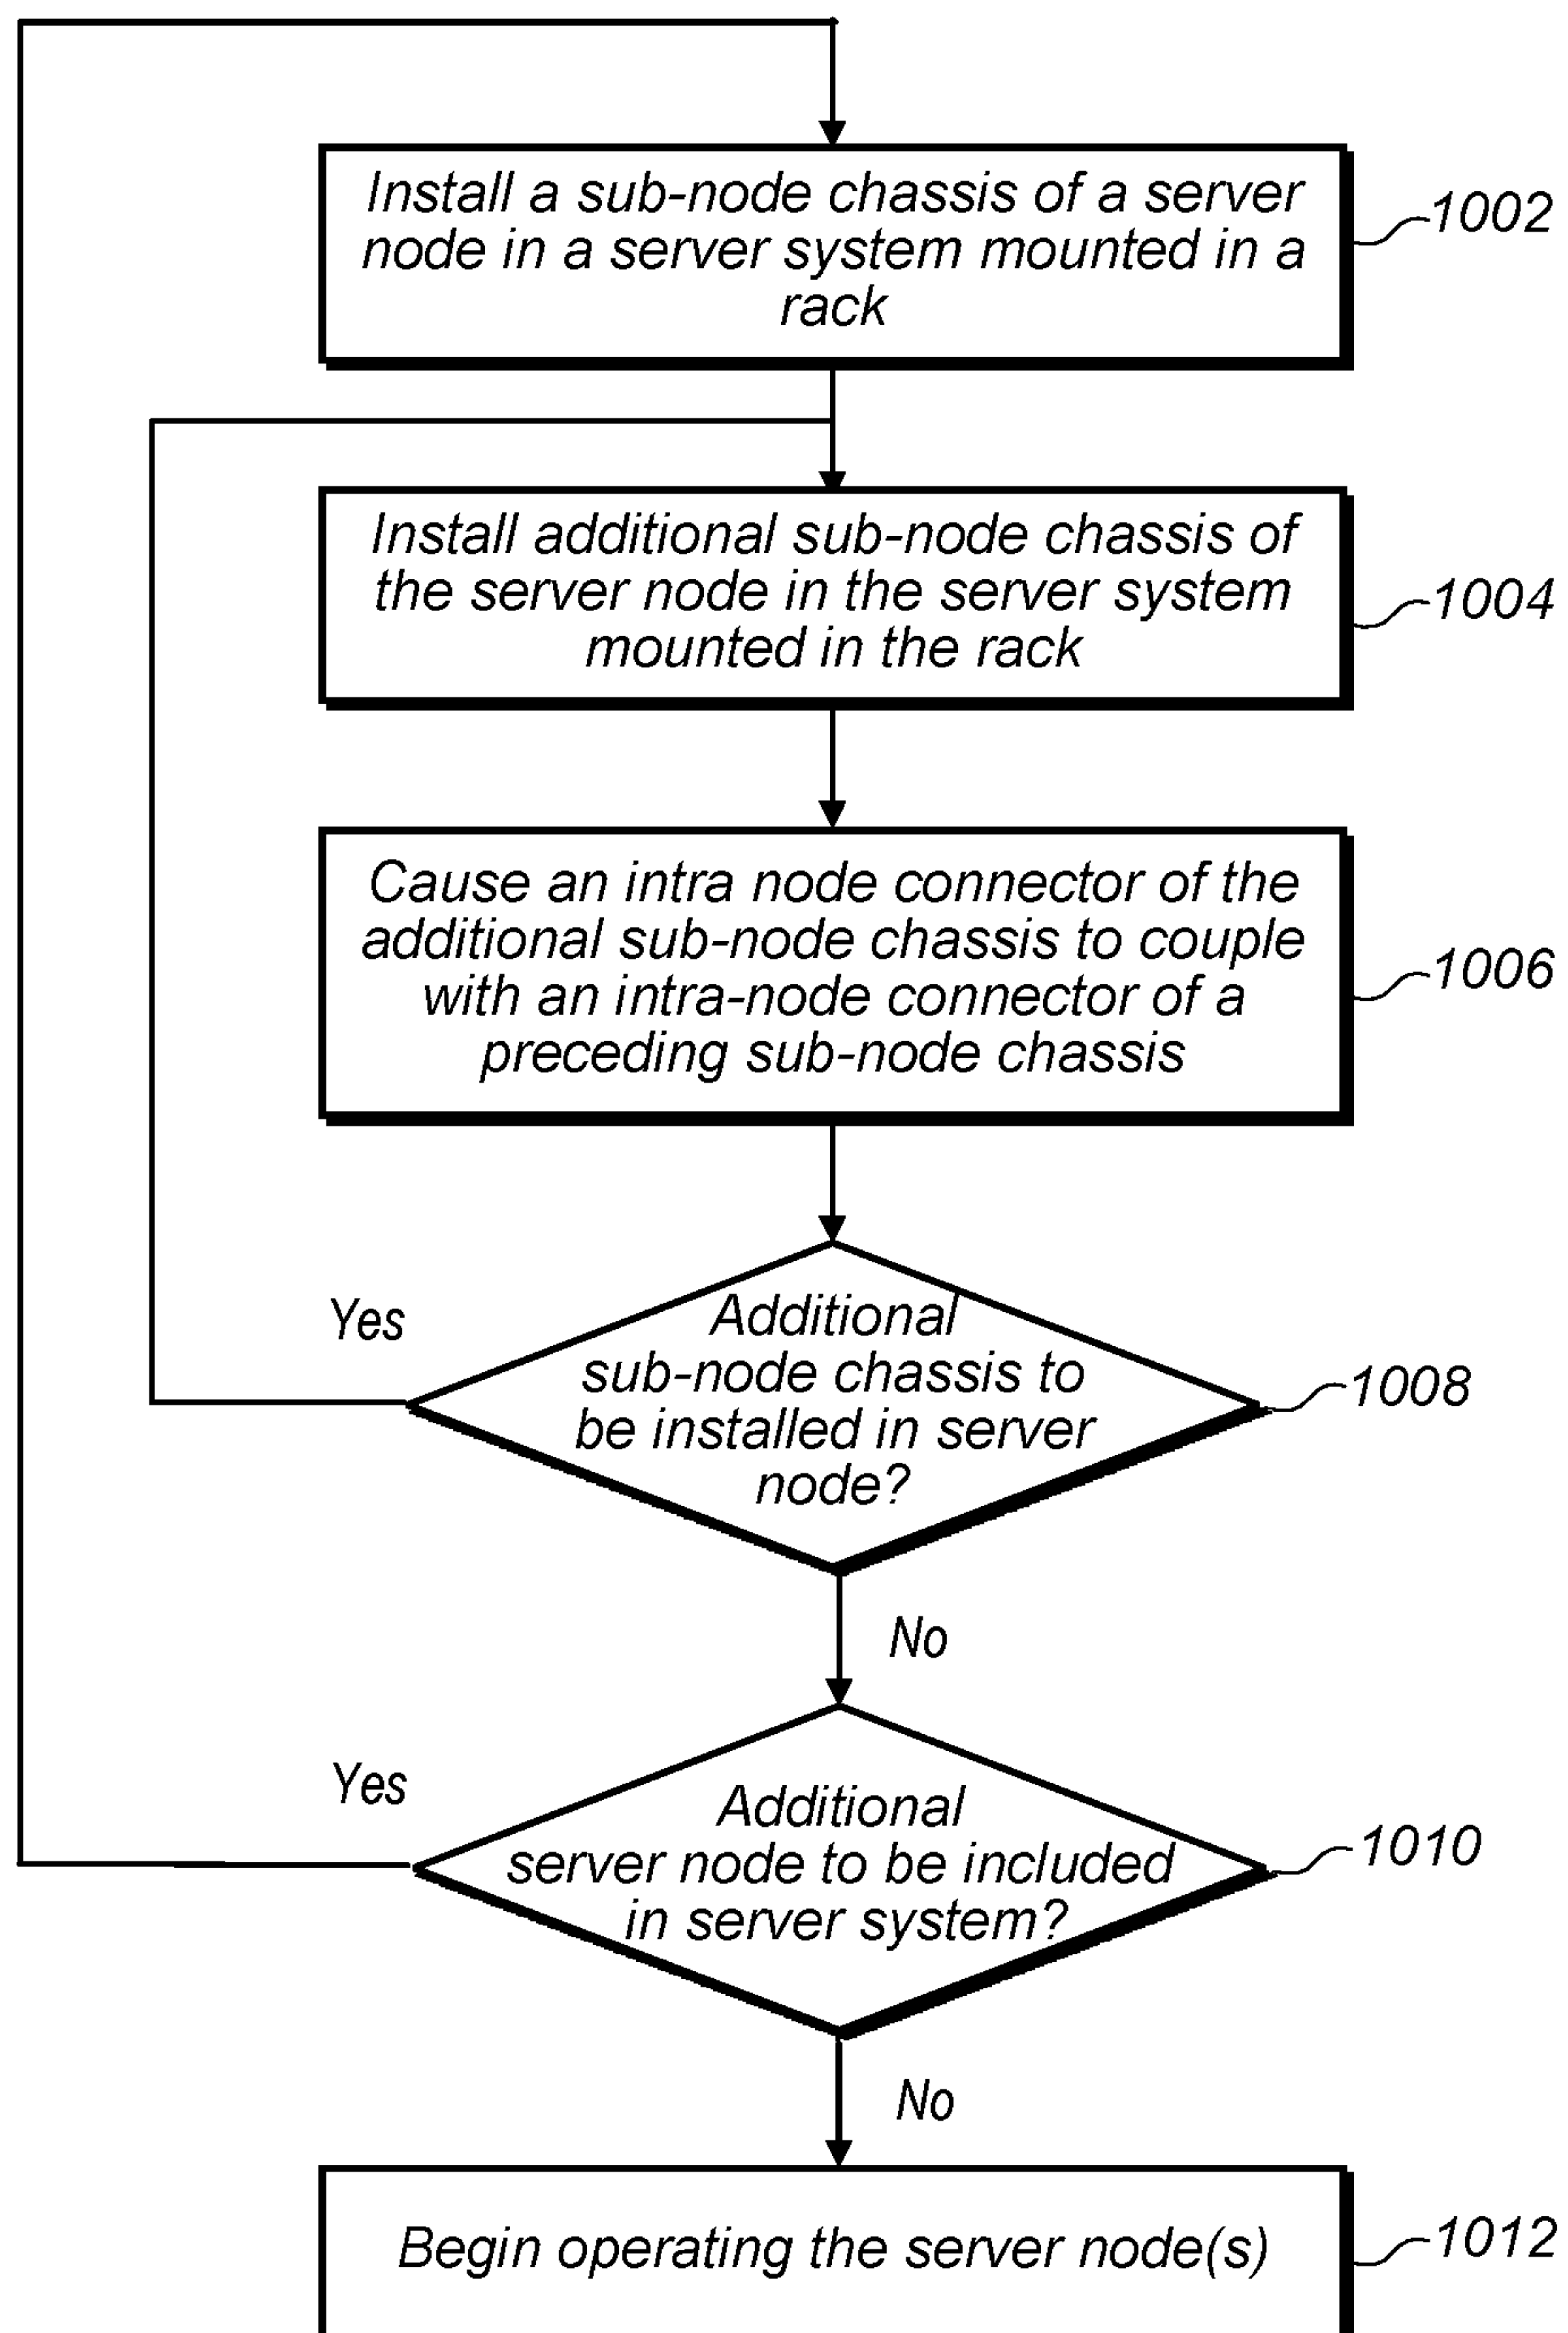 Install a sub-node chassis of a server
node in a server system mounted in a
rack
1002
Install additional sub-node chassis of
the server node in the server system
mounted in the rack
1004
Cause an intra node connector of the
additional sub-node chassis to couple
with an intra-node connector of a
preceding sub-node chassis
1006
Yes
Additional
sub-node chassis to
be installed in server
node?
1008
No
Yes
Additional
server node to be included
in server system?
1010
No
Begin operating the server node(s)
1012